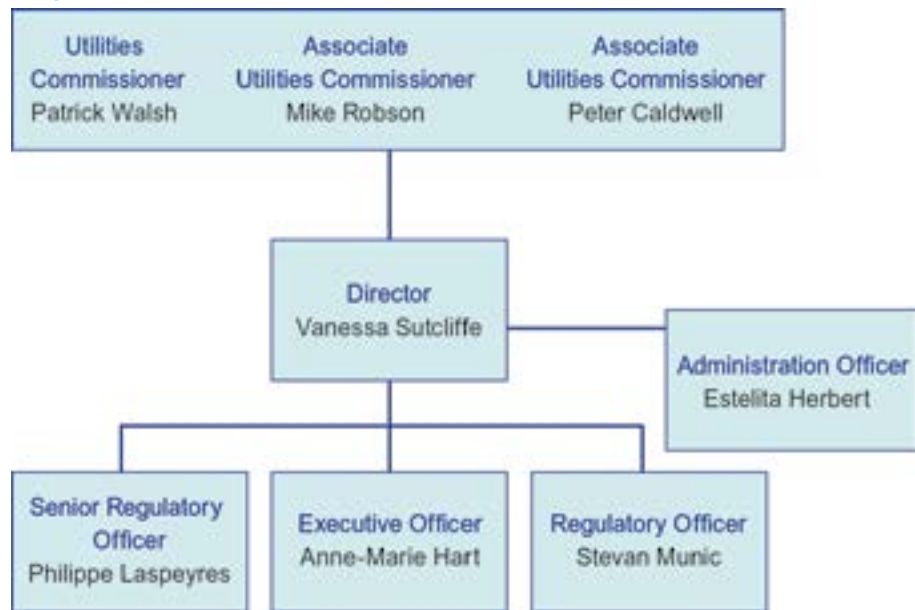 Utilities
Commissioner
Patrick Walsh
Associate
Utilities Commissioner
Mike Robson
Associate
Utilities Commissioner
Peter Caldwell
Director
Vanessa Sutcliffe
Administration Officer
Estelita Herbert
Senior Regulatory
Officer
Philippe Laspeyres
Executive Officer
Anne-Marie Hart
Regulatory Officer
Stevan Munic